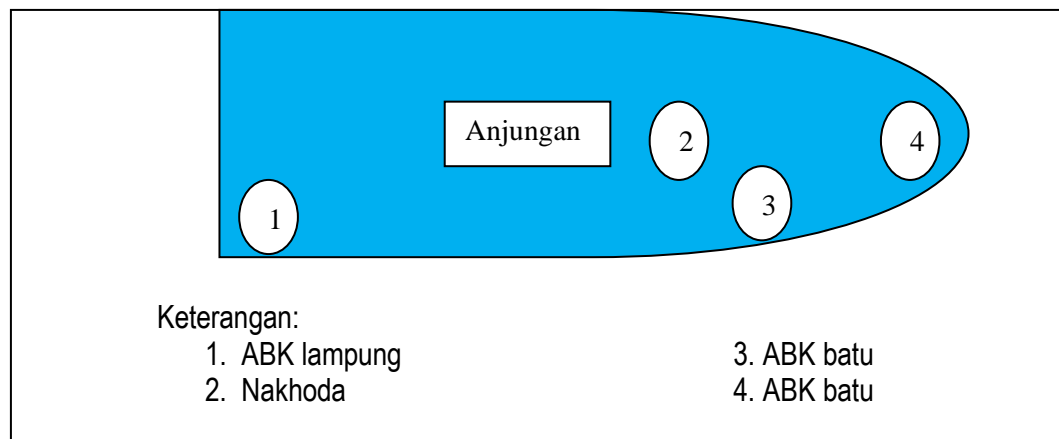 Anjungan
2
4
3
1
Keterangan:
1. ABK lampung
2. Nakhoda
3. ABK batu
4. ABK batu